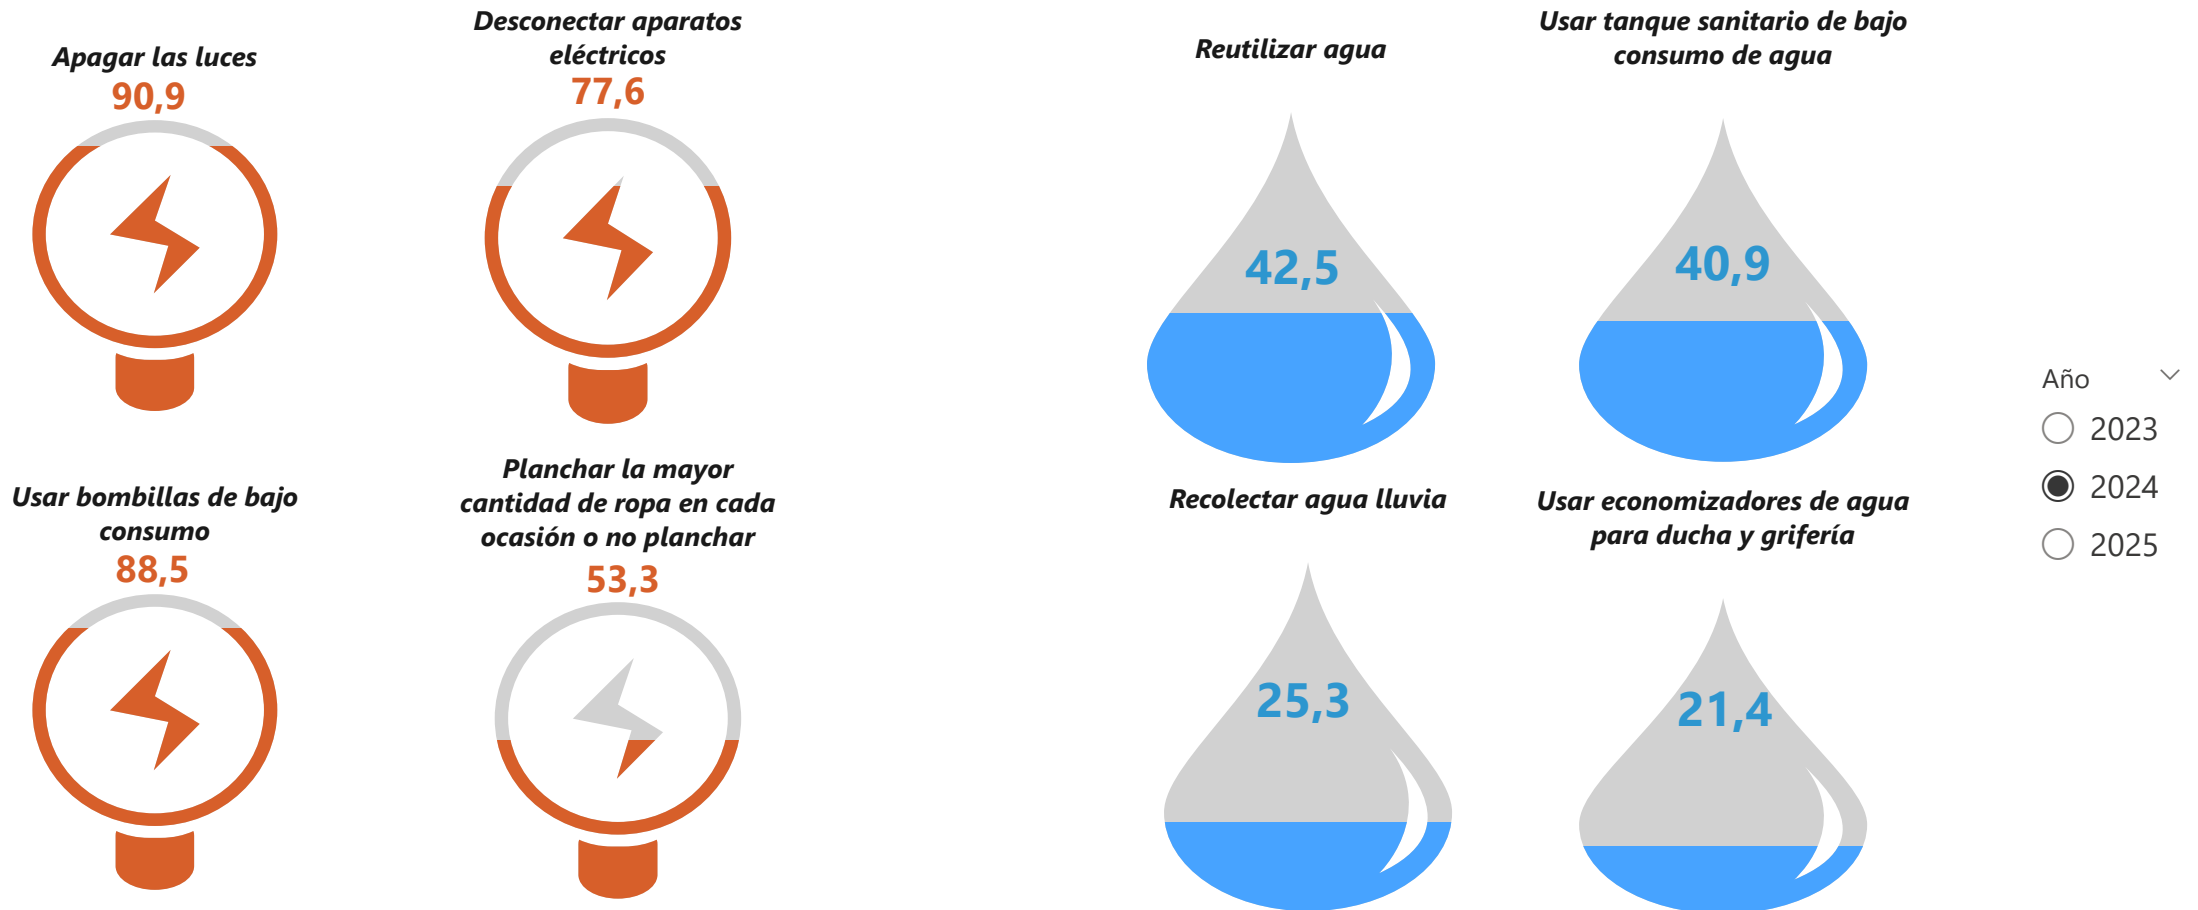 Apagar las luces
90,9
Desconectar aparatos
eléctricos
77,6
Reutilizar agua
42,5
Usar tanque sanitario de bajo
consumo de agua
40,9
Usar bombillas de bajo
consumo
88,5
Planchar la mayor
cantidad de ropa en cada
ocasión o no planchar
53,3
Recolectar agua lluvia
25,3
Usar economizadores de agua
para ducha y grifería
21,4
Año
2023
2024
2025